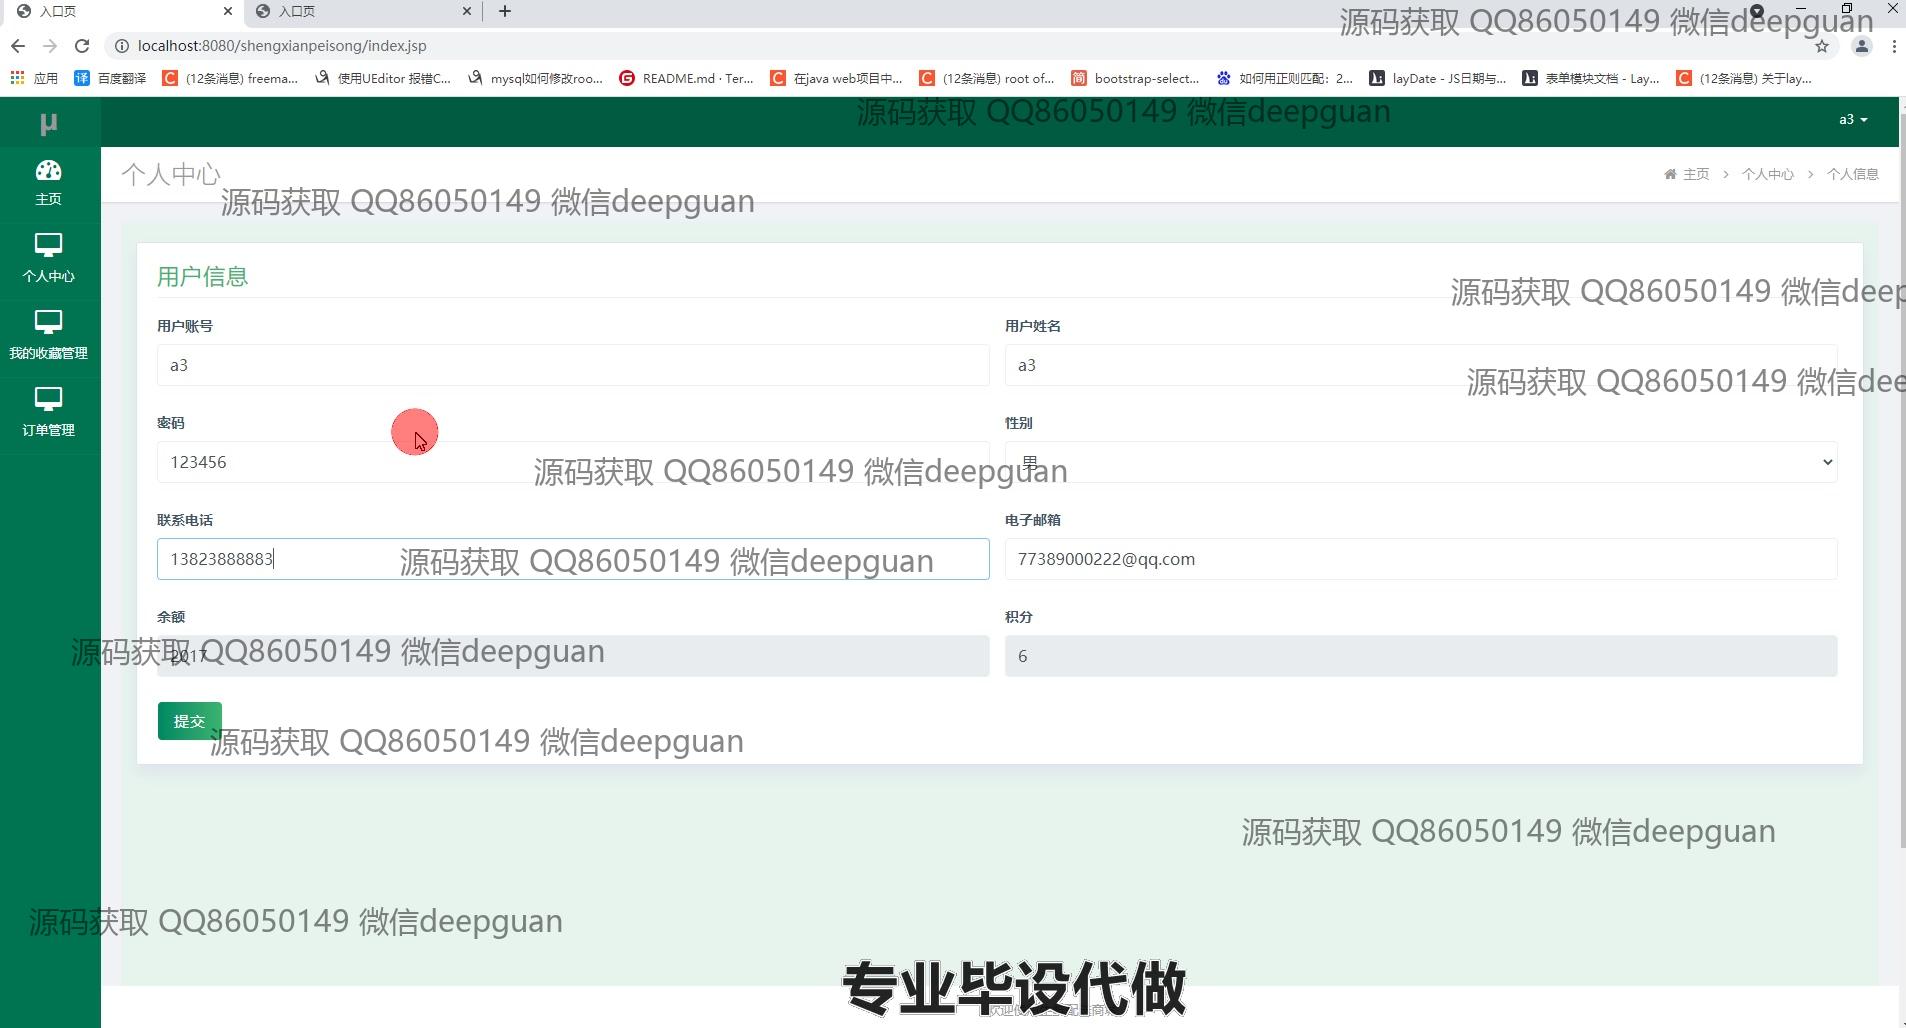 入口页
入口页
源码获取 QQ86050149 微信deepguan
localhost:8080/shengxianpeisong/index.jsp
应用 百度翻译 (12条消息) freema... 使用UEditor 报错C... mysql如何修改roo... README.md · Ter... 在java web项目中... (12条消息) root of... bootstrap-select... 如何用正则匹配：2... layDate - JS日期与... 表单模块文档 - Lay... (12条消息) 关于lay...
µ
源码获取 QQ86050149 微信deepguan
a3
主页
个人中心
我的收藏管理
订单管理
个人中心
主页 > 个人中心 > 个人信息
源码获取 QQ86050149 微信deepguan
用户信息
源码获取 QQ86050149 微信deep
用户账号
用户姓名
a3
a3
源码获取 QQ86050149 微信dee
密码
性别
123456
男
源码获取 QQ86050149 微信deepguan
联系电话
电子邮箱
13823888883
77389000222@qq.com
源码获取 QQ86050149 微信deepguan
余额
积分
2017
6
源码获取 QQ86050149 微信deepguan
提交
源码获取 QQ86050149 微信deepguan
源码获取 QQ86050149 微信deepguan
源码获取 QQ86050149 微信deepguan
专业毕设代做